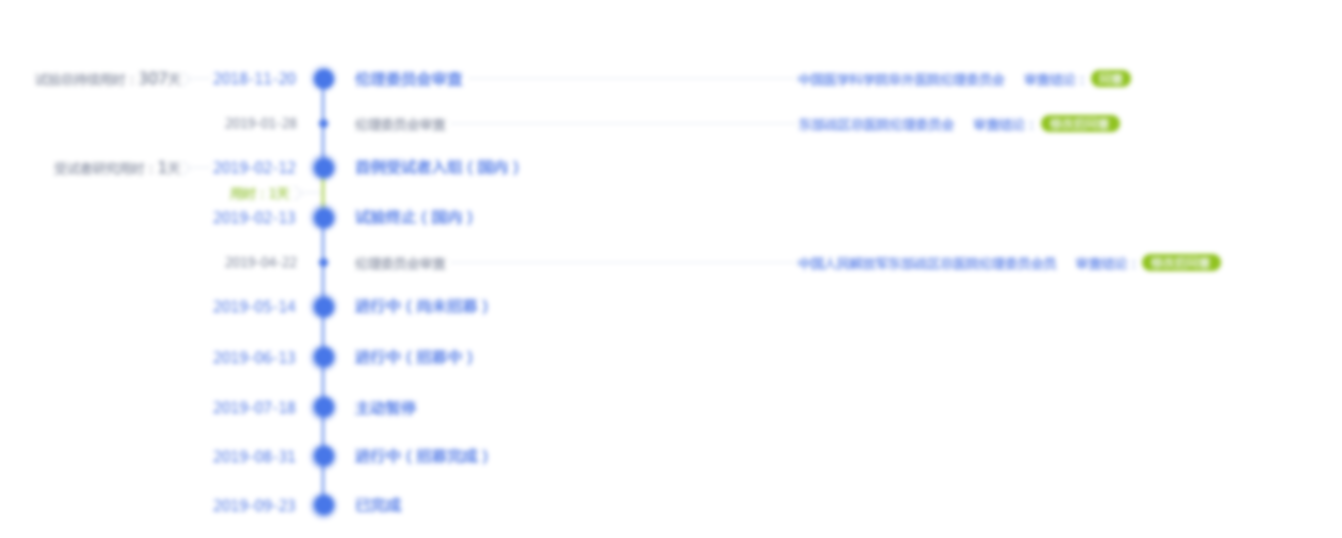 试验总持续用时：307天 2018-11-20 伦理委员会审查 中国医学科学院阜外医院伦理委员会 审查结论： 同意
2019-01-28 伦理委员会审查 东部战区总医院伦理委员会 审查结论：
受试者研究用时：1天 2019-02-12 首例受试者入组（国内）
用时：1天
2019-02-13 试验终止（国内）
2019-04-22 伦理委员会审查 中国人民解放军东部战区总医院伦理委员会 审查结论：
2019-05-14 进行中（尚未招募）
2019-06-13 进行中（招募中）
2019-07-18 主动暂停
2019-08-31 进行中（招募完成）
2019-09-23 已完成